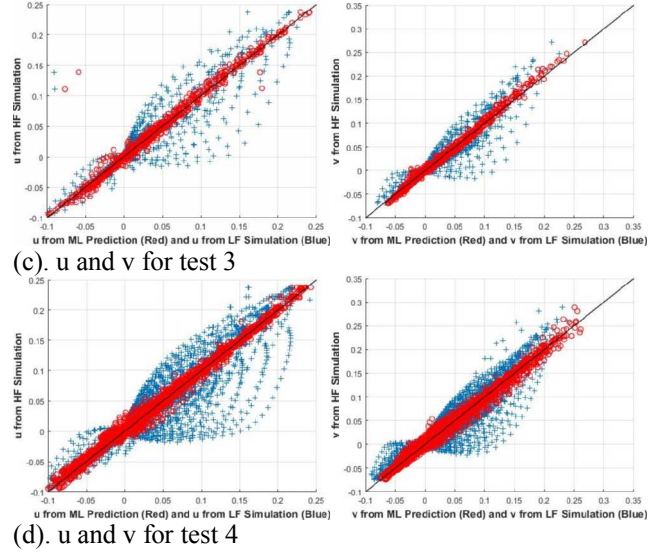 0.25
0.2
0.15
0.1
0.05
0
-0.05
-0.1
u from HF Simulation
-0.1 -0.05 0 0.05 0.1 0.15 0.2 0.25
u from ML Prediction (Red) and u from LF Simulation (Blue)
0.35
0.3
0.25
0.2
0.15
0.1
0.05
0
-0.05
-0.1
v from HF Simulation
-0.1 -0.05 0 0.05 0.1 0.15 0.2 0.25 0.3 0.35
v from ML Prediction (Red) and v from LF Simulation (Blue)
(c). u and v for test 3
0.25
0.2
0.15
0.1
0.05
0
-0.05
-0.1
u from HF Simulation
-0.1 -0.05 0 0.05 0.1 0.15 0.2 0.25
u from ML Prediction (Red) and u from LF Simulation (Blue)
0.35
0.3
0.25
0.2
0.15
0.1
0.05
0
-0.05
-0.1
v from HF Simulation
-0.1 -0.05 0 0.05 0.1 0.15 0.2 0.25 0.3 0.35
v from ML Prediction (Red) and v from LF Simulation (Blue)
(d). u and v for test 4